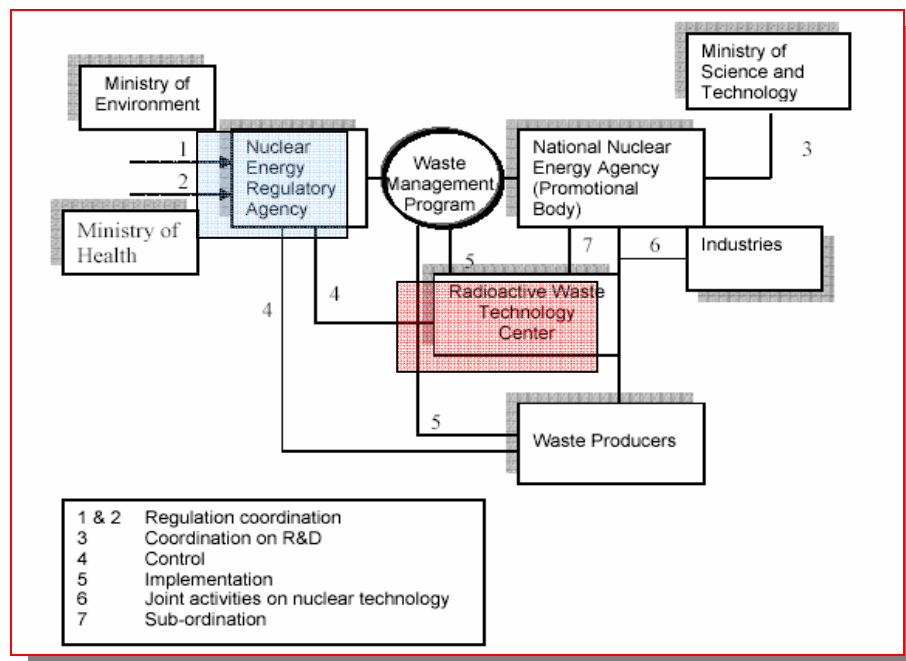 Ministry of
Environment
Ministry of
Science and
Technology
1
Nuclear
Energy
Regulatory
Agency
Waste
Management
Program
National Nuclear
Energy Agency
(Promotional
Body)
3
2
Ministry of
Health
5
7
6
Industries
4
4
Radioactive Waste
Technology
Center
5
Waste Producers
1 & 2 Regulation coordination
3 Coordination on R&D
4 Control
5 Implementation
6 Joint activities on nuclear technology
7 Sub-ordination